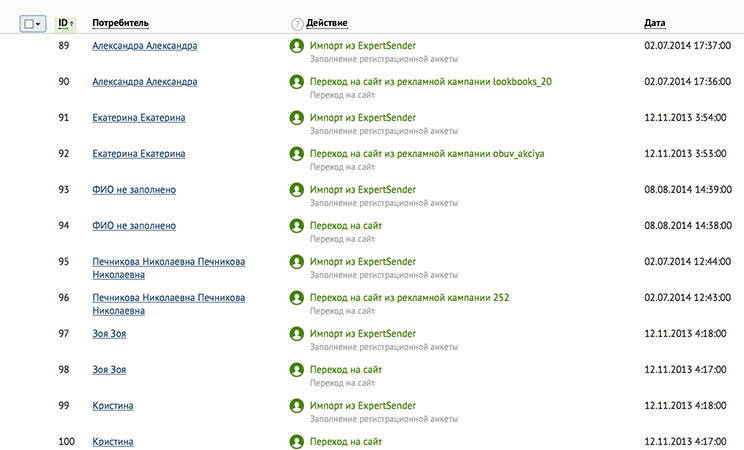 ID ↑ Потребитель ? Действие Дата
89 Александра Александра Импорт из ExpertSender 02.07.2014 17:37:00
Заполнение регистрационной анкеты
90 Александра Александра Переход на сайт из рекламной кампании lookbooks_20 02.07.2014 17:36:00
Переход на сайт
91 Екатерина Екатерина Импорт из ExpertSender 12.11.2013 3:54:00
Заполнение регистрационной анкеты
92 Екатерина Екатерина Переход на сайт из рекламной кампании obuv_akciya 12.11.2013 3:53:00
Переход на сайт
93 ФИО не заполнено Импорт из ExpertSender 08.08.2014 14:39:00
Заполнение регистрационной анкеты
94 ФИО не заполнено Переход на сайт 08.08.2014 14:38:00
Переход на сайт
95 Печникова Николаевна Печникова Импорт из ExpertSender 02.07.2014 12:44:00
Николаевна Заполнение регистрационной анкеты
96 Печникова Николаевна Печникова Переход на сайт из рекламной кампании 252 02.07.2014 12:43:00
Николаевна Переход на сайт
97 Зоя Зоя Импорт из ExpertSender 12.11.2013 4:18:00
Заполнение регистрационной анкеты
98 Зоя Зоя Переход на сайт 12.11.2013 4:17:00
Переход на сайт
99 Кристина Импорт из ExpertSender 12.11.2013 4:18:00
Заполнение регистрационной анкеты
100 Кристина Переход на сайт 12.11.2013 4:17:00